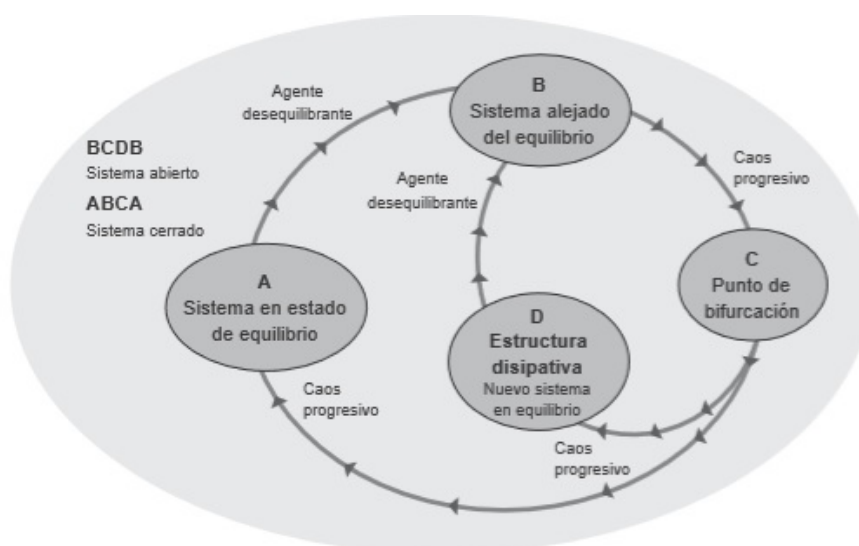 B
Sistema alejado
del equilibrio
Agente
desequilibrante
BCDB
Sistema abierto
ABCA
Sistema cerrado
Agente
desequilibrante
Caos
progresivo
A
Sistema en estado
de equilibrio
C
Punto de
bifurcación
D
Estructura
disipativa
Nuevo sistema
en equilibrio
Caos
progresivo
Caos
progresivo